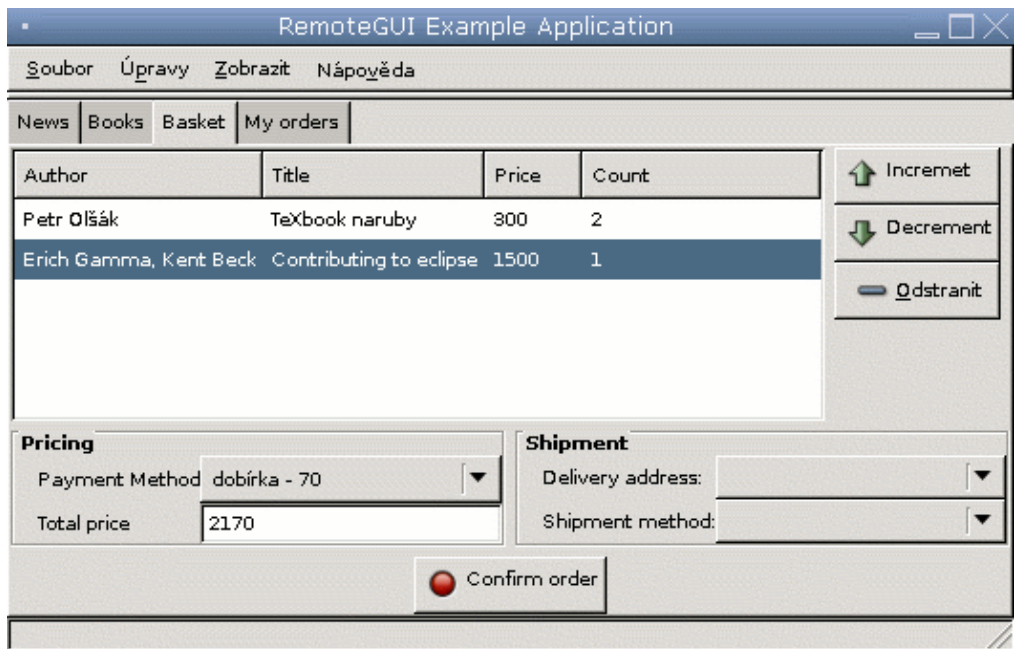 RemoteGUI Example Application
Soubor Úpravy Zobrazit Nápověda
News Books Basket My orders
Author Title Price Count
Petr Olšák TeXbook naruby 300 2
Erich Gamma, Kent Beck Contributing to eclipse 1500 1
Incremet
Decrement
Odstranit
Pricing
Payment Method dobírka - 70
Total price 2170
Shipment
Delivery address:
Shipment method:
Confirm order